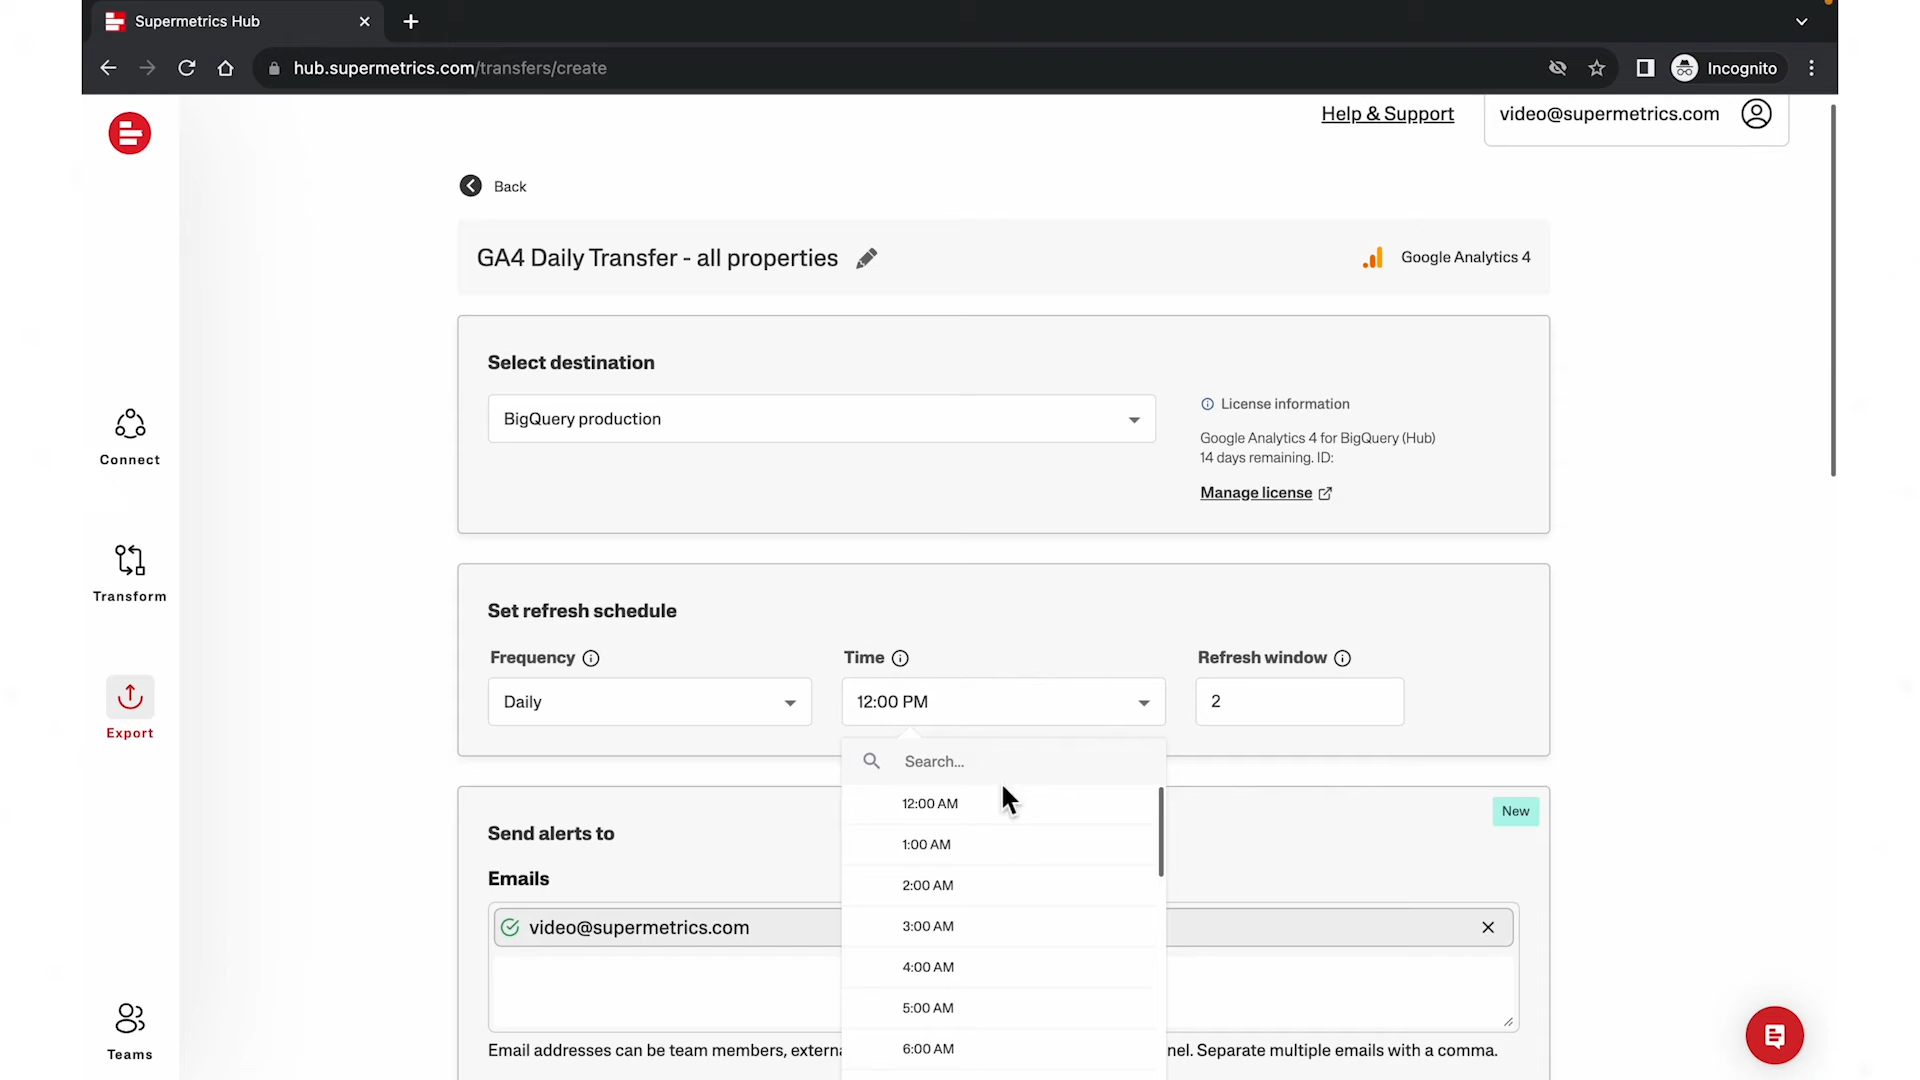 Supermetrics Hub
hub.supermetrics.com/transfers/create
Incognito
Help & Support
video@supermetrics.com
Back
GA4 Daily Transfer - all properties
Google Analytics 4
Select destination
BigQuery production
License information
Google Analytics 4 for BigQuery (Hub)
14 days remaining. ID:
Manage license
Connect
Transform
Export
Teams
Set refresh schedule
Frequency
Time
Refresh window
Daily
12:00 PM
2
Search...
12:00 AM
1:00 AM
2:00 AM
3:00 AM
4:00 AM
5:00 AM
6:00 AM
New
Send alerts to
Emails
video@supermetrics.com
Email addresses can be team members, externa
nel. Separate multiple emails with a comma.